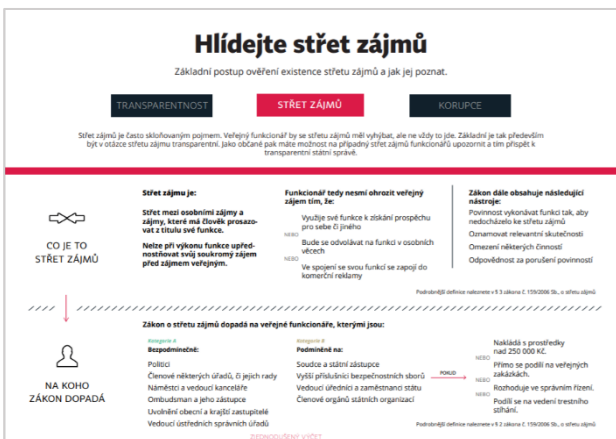 Hlídejte střet zájmů
Základní postup ověření existence střetu zájmů a jak jej poznat.
TRANSPARENTNOST
STŘET ZÁJMŮ
KORUPCE
Střet zájmů je často skloňovaným pojmem. Veřejný funkcionář by se střetu zájmů měl vyhýbat, ale ne vždy to jde. Základní je tak především
být v otázce střetu zájmu transparentní. Jako občané pak máte možnost na případný střet zájmů funkcionářů upozornit a tím přispět k
transparentní státní správě.
CO JE TO
STŘET ZÁJMŮ
Střet zájmu je:
Střet mezi osobními zájmy a
zájmy, které má člověk prosazo-
vat z titulu své funkce.
Nelze při výkonu funkce upřed-
nostňovat svůj soukromý zájem
před zájmem veřejným.
Funkcionář tedy nesmí ohrozit veřejný
zájem tím, že:
Využije své funkce k získání prospěchu
pro sebe či jiného
NEBO
Bude se odvolávat na funkci v osobních
věcech
NEBO
Ve spojení se svou funkcí se zapojí do
komerční reklamy
Zákon dále obsahuje následující
nástroje:
Povinnost vykonávat funkci tak, aby
nedocházelo ke střetu zájmů
Oznamovat relevantní skutečnosti
Omezení některých činností
Odpovědnost za porušení povinností
Podrobnější definice naleznete v § 3 zákona č. 159/2006 Sb., o střetu zájmů
NA KOHO
ZÁKON DOPADÁ
Zákon o střetu zájmů dopadá na veřejné funkcionáře, kterými jsou:
Kategorie A
Bezpodmínečně:
Politici
Členové některých úřadů, či jejich rady
Náměstci a vedoucí kanceláře
Ombudsman a jeho zástupce
Uvolnění obecní a krajští zastupitelé
Vedoucí ústředních správních úřadů
Kategorie B
Podmíněně na:
Soudce a státní zástupce
Vyšší příslušníci bezpečnostních sborů
Vedoucí úředníci a zaměstnanci státu
Členové orgánů státních organizací
POKUD
Nakládá s prostředky
nad 250 000 Kč.
NEBO
Přímo se podílí na veřejných
zakázkách.
NEBO
Rozhoduje ve správním řízení.
NEBO
Podílí se na vedení trestního
stíhání.
Podrobnější definice naleznete v § 2 zákona č. 159/2006 Sb., o střetu zájmů
ZJEDNODUŠENÝ VÝČET